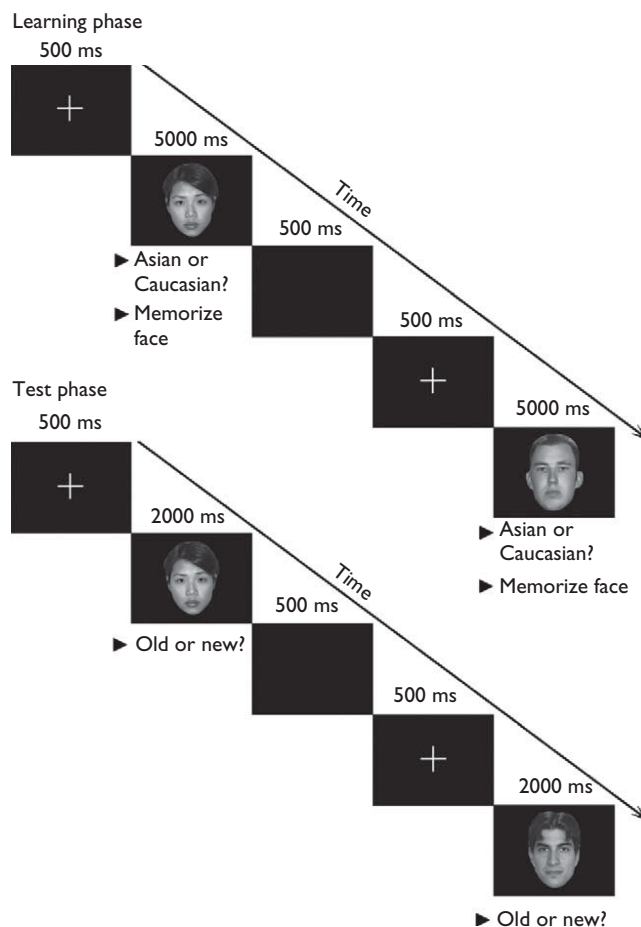 Learning phase
500 ms
5000 ms
Time
500 ms
► Asian or
Caucasian?
► Memorize
face
500 ms
5000 ms
► Asian or
Caucasian?
► Memorize face
Test phase
500 ms
2000 ms
Time
500 ms
► Old or new?
500 ms
2000 ms
► Old or new?